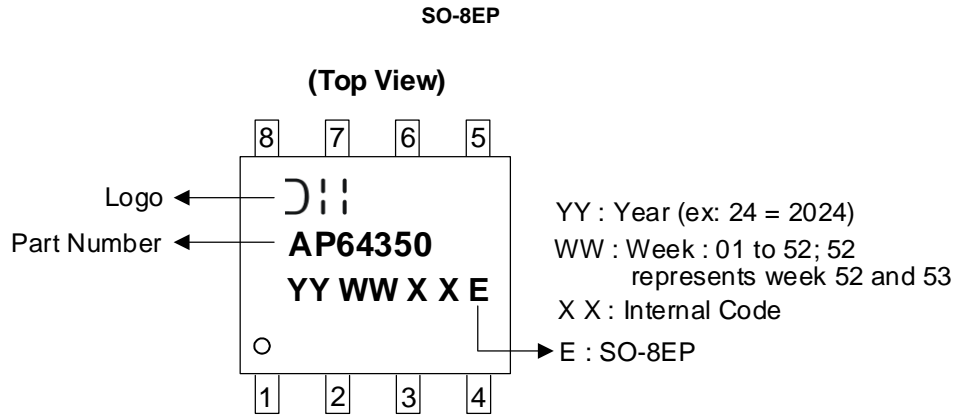 SO-8EP
(Top View)
8 7 6 5
Logo
Part Number
AP64350
YY WW X X E
YY : Year (ex: 24 = 2024)
WW : Week : 01 to 52; 52
represents week 52 and 53
X X : Internal Code
E : SO-8EP
1 2 3 4